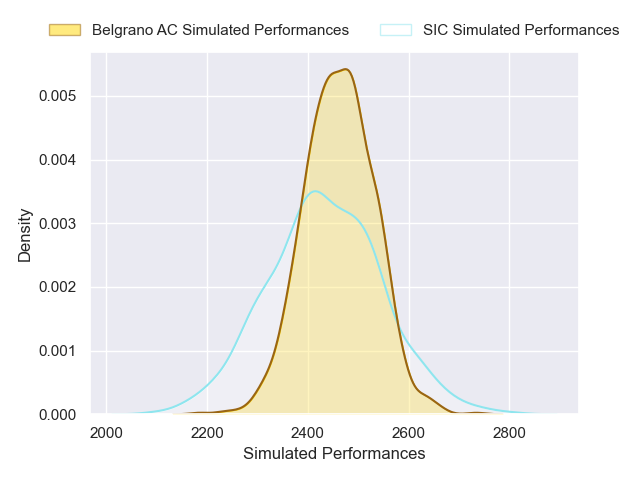 Belgrano AC Simulated Performances SIC Simulated Performances
0.005
0.004
0.003
0.002
0.001
0.000
Density
2000 2200 2400 2600 2800
Simulated Performances